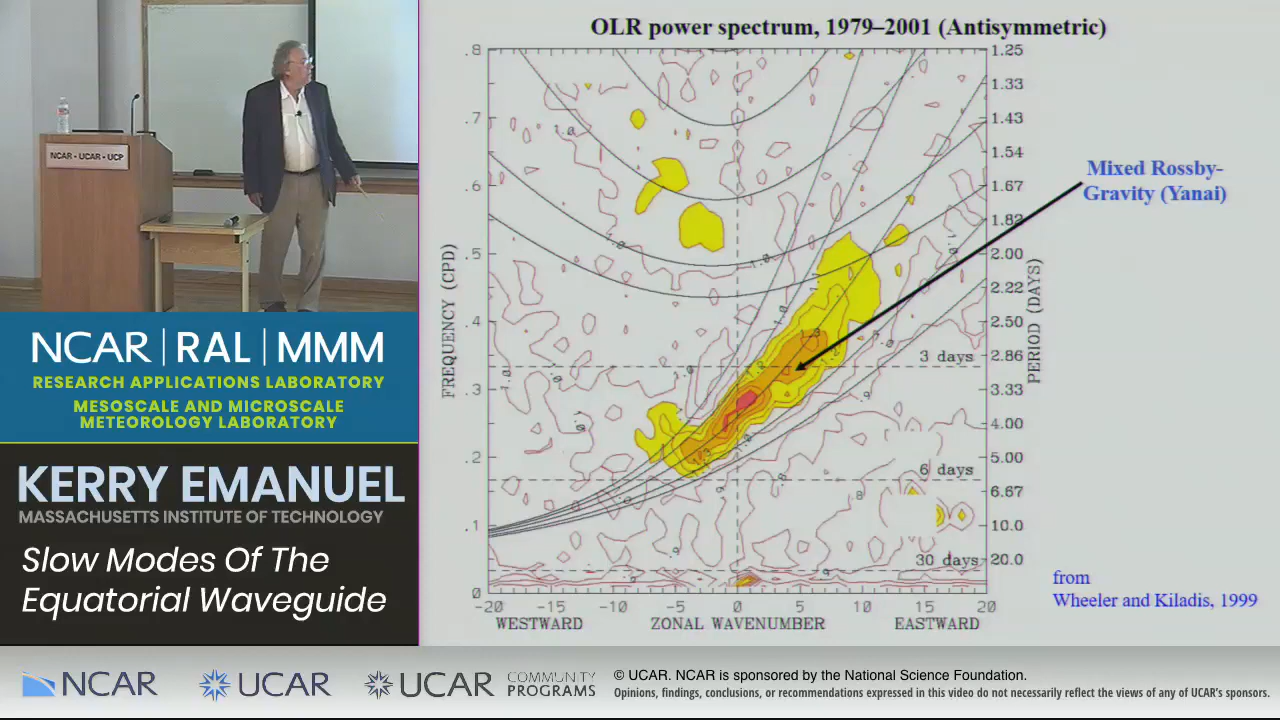 OLR power spectrum, 1979–2001 (Antisymmetric)
.8
.7
.6
.5
.4
.3
.2
.1
0
FREQUENCY (CPD)
1.25
1.33
1.43
1.54
1.67
1.82
2.00
2.22
2.50
2.86
3.33
4.00
5.00
6.67
10.0
20.0
PERIOD (DAYS)
3 days
6 days
30 days
-20 -15 -10 -5 0 5 10 15 20
WESTWARD ZONAL WAVENUMBER EASTWARD
Mixed Rossby-
Gravity (Yanai)
from
Wheeler and Kiladis, 1999
NCAR • UCAR • UCP
NCAR | RAL | MMM
RESEARCH APPLICATIONS LABORATORY
MESOSCALE AND MICROSCALE
METEOROLOGY LABORATORY
KERRY EMANUEL
MASSACHUSETTS INSTITUTE OF TECHNOLOGY
Slow Modes Of The
Equatorial Waveguide
NCAR UCAR UCAR COMMUNITY
PROGRAMS
© UCAR. NCAR is sponsored by the National Science Foundation.
Opinions, findings, conclusions, or recommendations expressed in this video do not necessarily reflect the views of any of UCAR's sponsors.